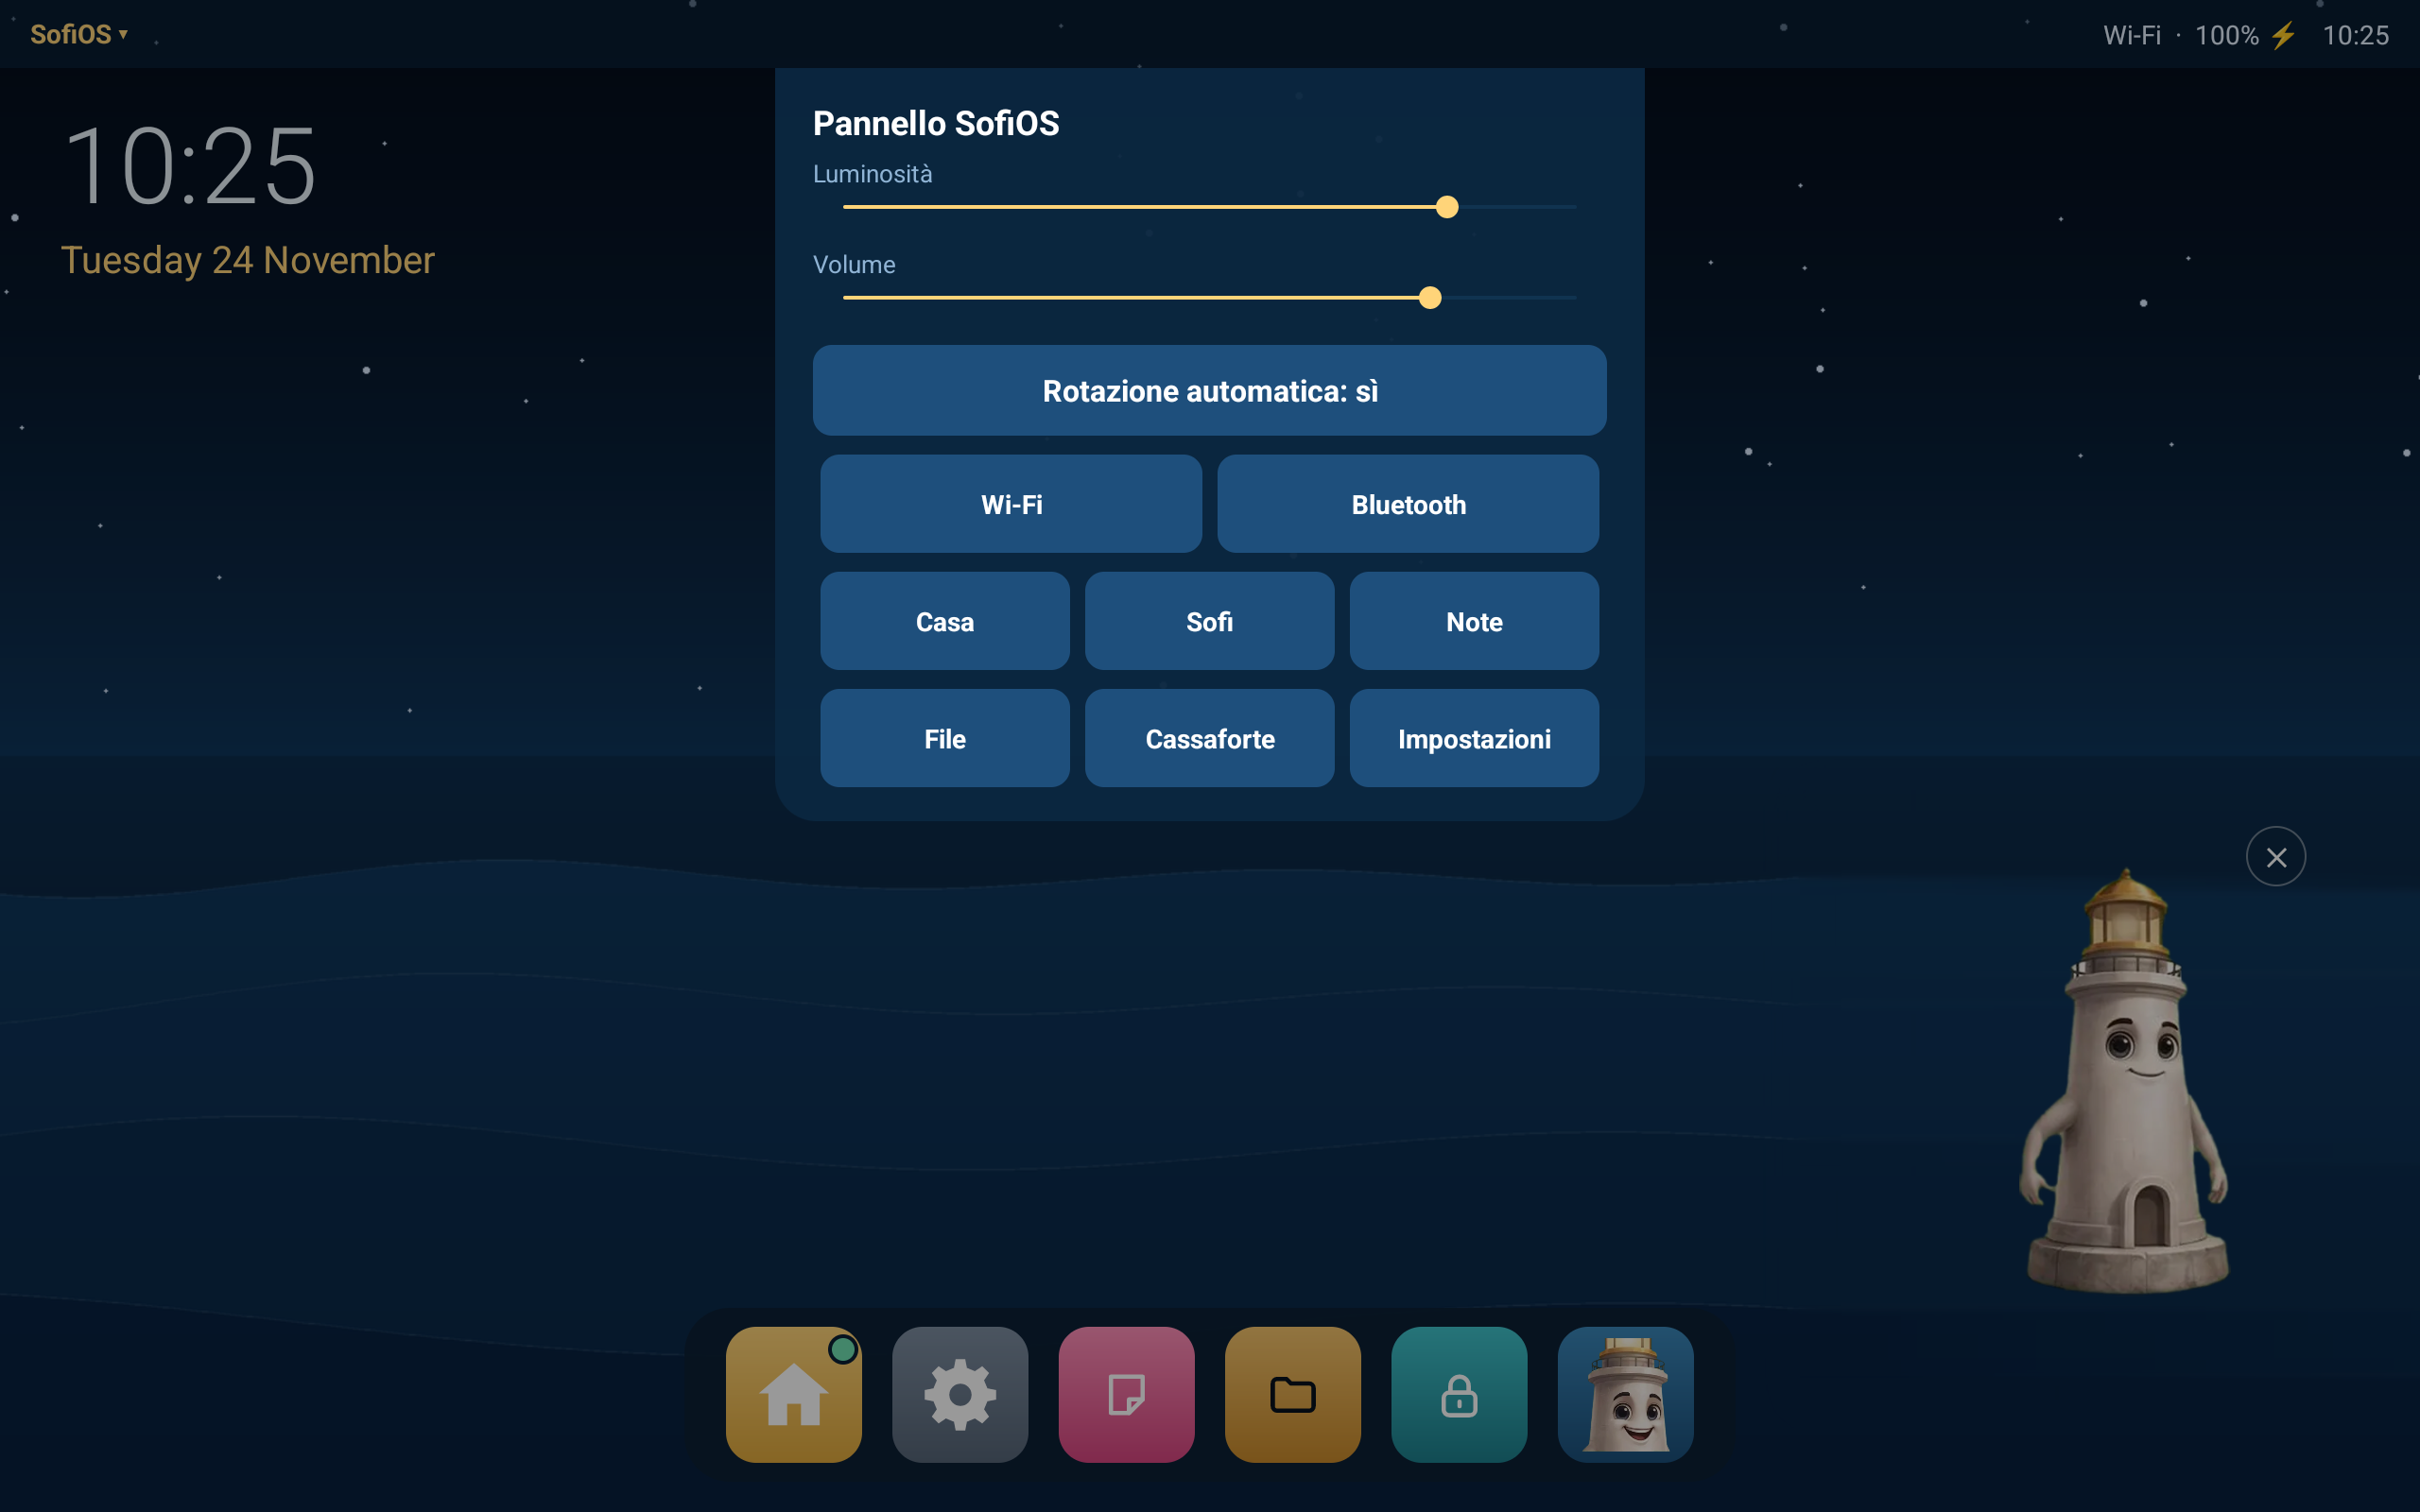 SofiOS ▾
Wi-Fi · 100% ⚡ 10:25
10:25
Tuesday 24 November
Pannello SofiOS
Luminosità
Volume
Rotazione automatica: sì
Wi-Fi
Bluetooth
Casa
Sofi
Note
File
Cassaforte
Impostazioni